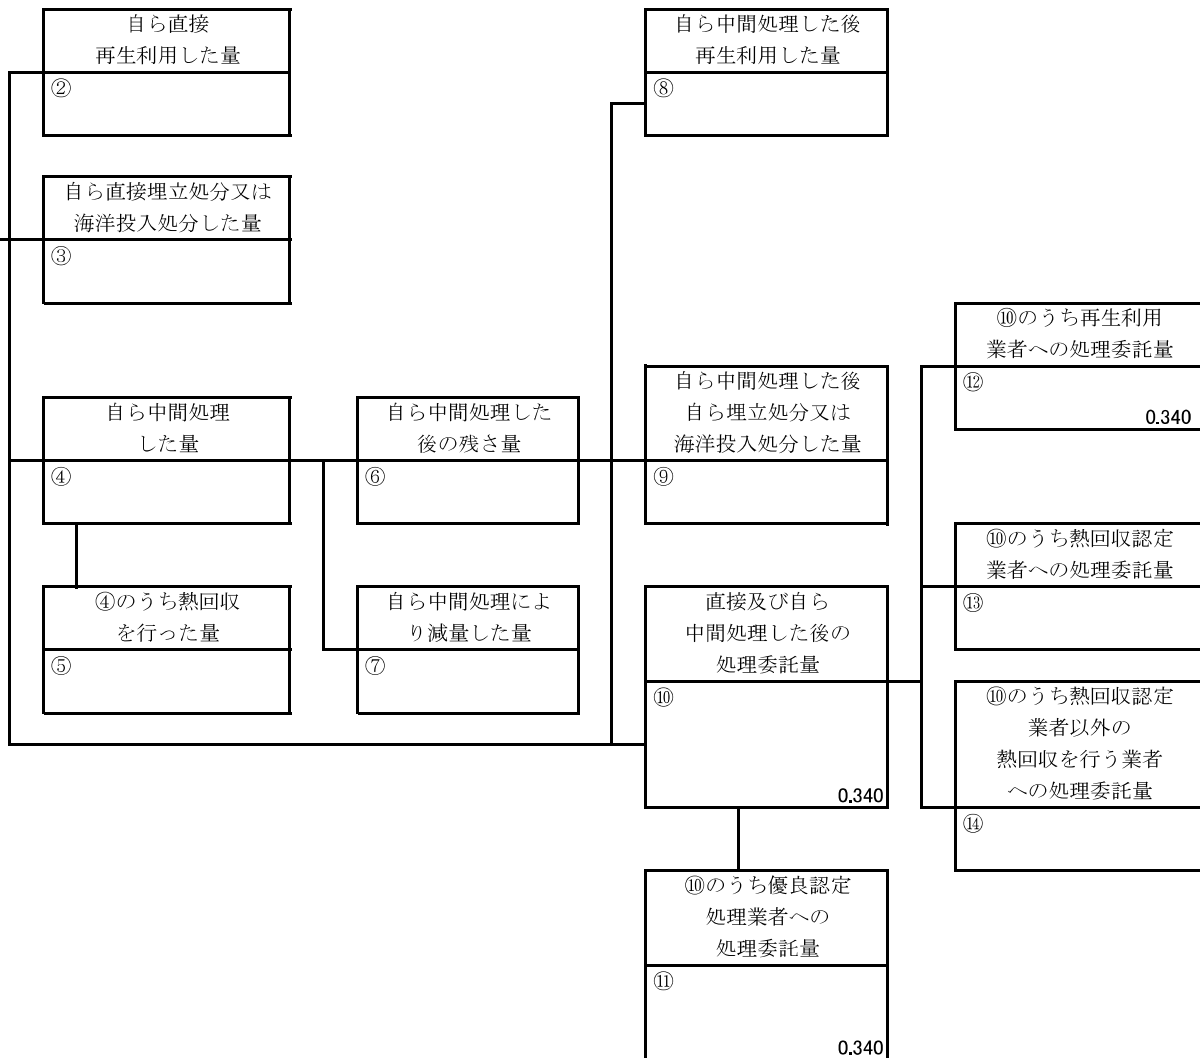 自ら直接
再生利用した量
②
自ら直接埋立処分又は
海洋投入処分した量
③
自ら中間処理
した量
④
④のうち熱回収
を行った量
⑤
自ら中間処理した
後の残さ量
⑥
自ら中間処理によ
り減量した量
⑦
自ら中間処理した後
再生利用した量
⑧
自ら中間処理した後
自ら埋立処分又は
海洋投入処分した量
⑨
直接及び自ら
中間処理した後の
処理委託量
⑩
0.340
⑩のうち優良認定
処理業者への
処理委託量
⑪
0.340
⑩のうち再生利用
業者への処理委託量
⑫
0.340
⑩のうち熱回収認定
業者への処理委託量
⑬
⑩のうち熱回収認定
業者以外の
熱回収を行う業者
への処理委託量
⑭